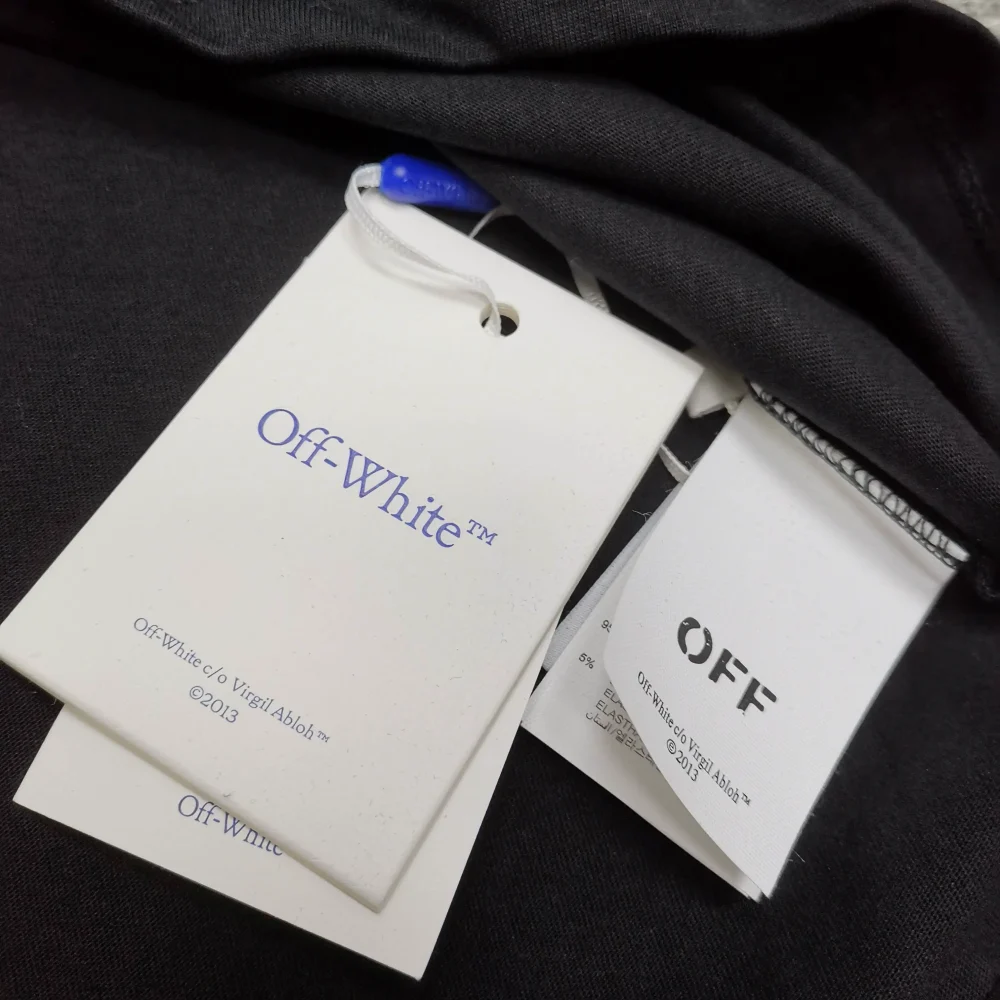 Off-White™
Off-White c/o Virgil Abloh™
©2013
Off-White
OFF
Off-White c/o Virgil Abloh™
©2013
5%